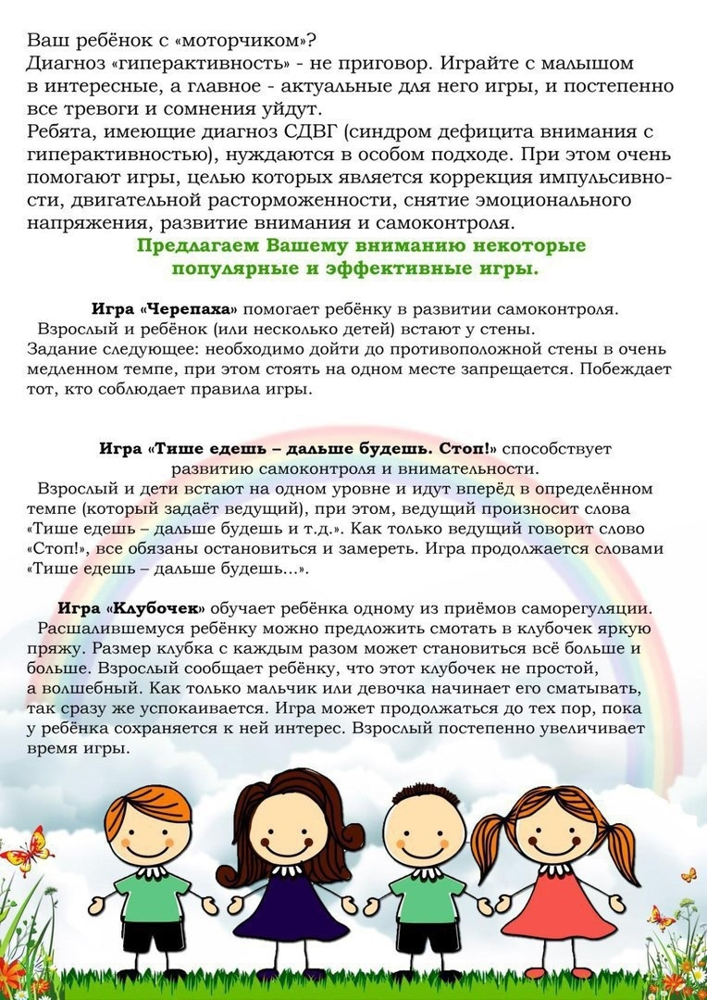 Ваш ребёнок с «моторчиком»?
Диагноз «гиперактивность» - не приговор. Играйте с малышом
в интересные, а главное - актуальные для него игры, и постепенно
все тревоги и сомнения уйдут.
Ребята, имеющие диагноз СДВГ (синдром дефицита внимания с
гиперактивностью), нуждаются в особом подходе. При этом очень
помогают игры, целью которых является коррекция импульсивно-
сти, двигательной расторможенности, снятие эмоционального
напряжения, развитие внимания и самоконтроля.
Предлагаем Вашему вниманию некоторые
популярные и эффективные игры.
Игра «Черепаха» помогает ребёнку в развитии самоконтроля.
Взрослый и ребёнок (или несколько детей) встают у стены.
Задание следующее: необходимо дойти до противоположной стены в очень
медленном темпе, при этом стоять на одном месте запрещается. Побеждает
тот, кто соблюдает правила игры.
Игра «Тише едешь – дальше будешь. Стоп!» способствует
развитию самоконтроля и внимательности.
Взрослый и дети встают на одном уровне и идут вперёд в определённом
темпе (который задаёт ведущий), при этом, ведущий произносит слова
«Тише едешь – дальше будешь и т.д.». Как только ведущий говорит слово
«Стоп!», все обязаны остановиться и замереть. Игра продолжается словами
«Тише едешь – дальше будешь...».
Игра «Клубочек» обучает ребёнка одному из приёмов саморегуляции.
Расшалившемуся ребёнку можно предложить смотать в клубочек яркую
пряжу. Размер клубка с каждым разом может становиться всё больше и
больше. Взрослый сообщает ребёнку, что этот клубочек не простой,
а волшебный. Как только мальчик или девочка начинает его сматывать,
так сразу же успокаивается. Игра может продолжаться до тех пор, пока
у ребёнка сохраняется к ней интерес. Взрослый постепенно увеличивает
время игры.